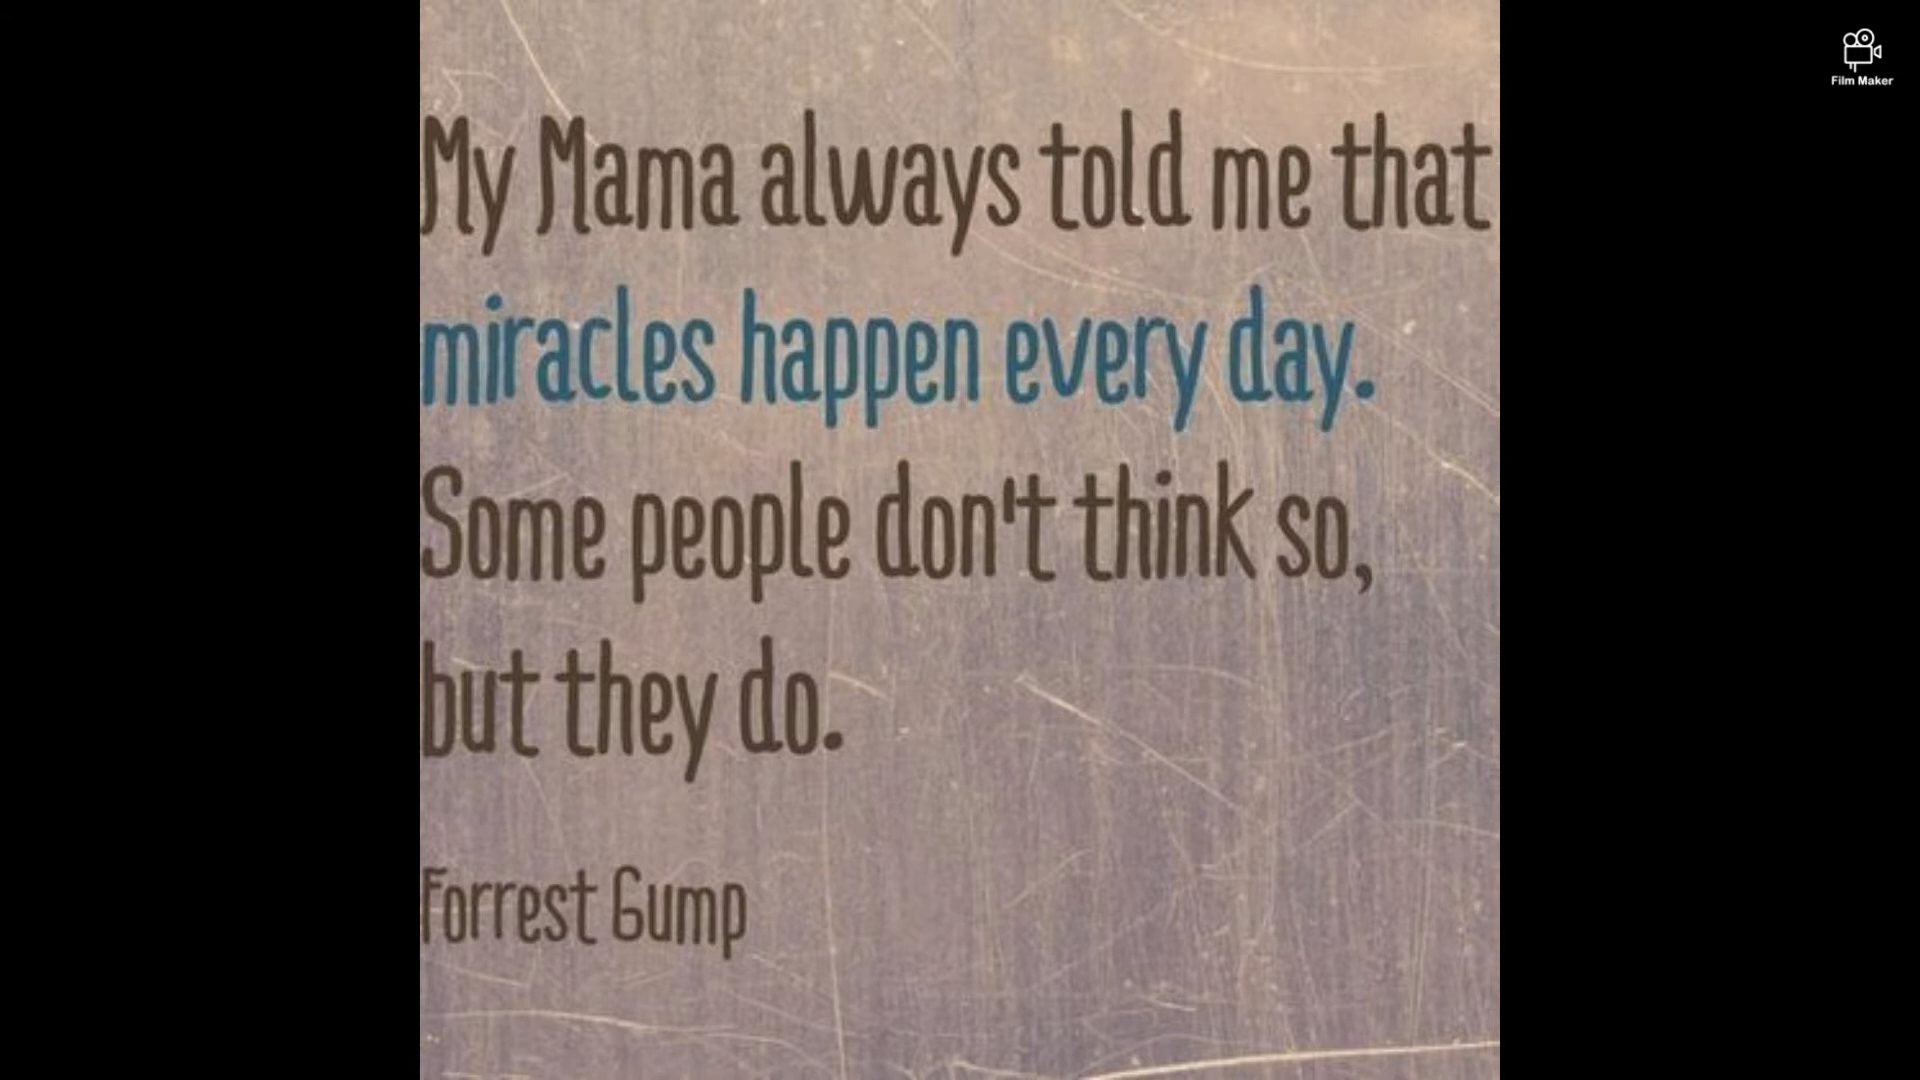 My Mama always told me that
miracles happen every day.
Some people don't think so,
but they do.
Forrest Gump
Film Maker